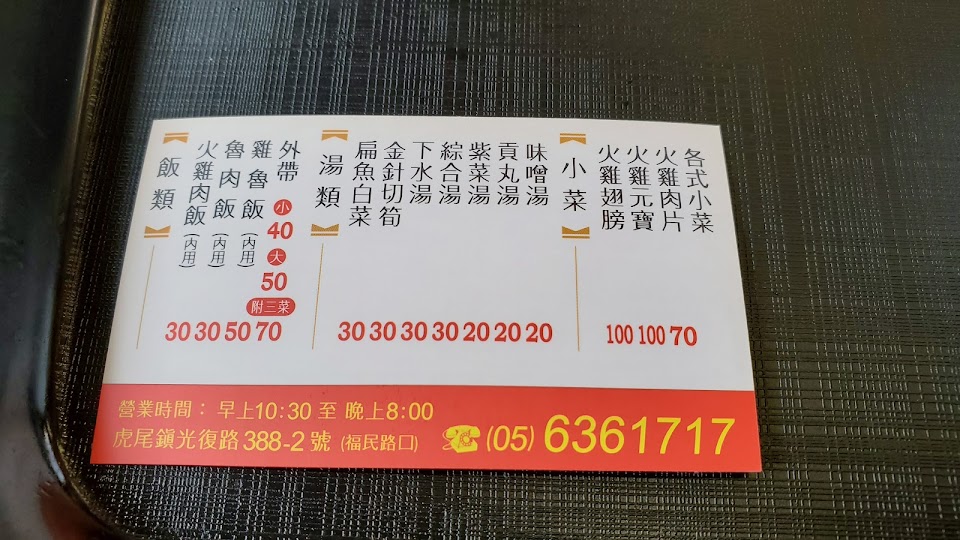 飯類
火雞肉飯(內用)
魯肉飯(內用)
雞魯飯(內用)
外帶
小
40
大
50
附三菜
30 30 50 70
湯類
扁魚白菜
金針切筍
下水湯
綜合湯
紫菜湯
貢丸湯
味噌湯
30 30 30 30 20 20 20
小菜
火雞翅膀
火雞元寶
火雞肉片
各式小菜
100 100 70
營業時間： 早上10:30 至 晚上8:00
虎尾鎮光復路388-2號 (福民路口) (05) 6361717